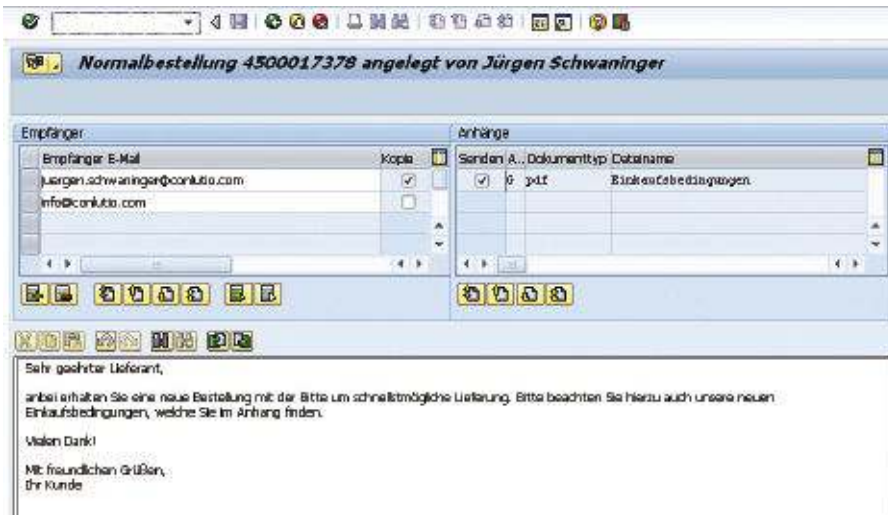 Normalbestellung 4500017378 angelegt von Jürgen Schwaninger
Empfänger
Anhänge
Empfänger E-Mail Kopie
Senden A.. Dokumenttyp Dateiname
juergen.schwaninger@conlutio.com
G pdf Einkaufsbedingungen
info@conlutio.com
Sehr geehrter Lieferant,
anbei erhalten Sie eine neue Bestellung mit der Bitte um schnellstmögliche Lieferung. Bitte beachten Sie hierzu auch unsere neuen
Einkaufsbedingungen, welche Sie im Anhang finden.
Vielen Dank!
Mit freundlichen Grüßen,
Ihr Kunde